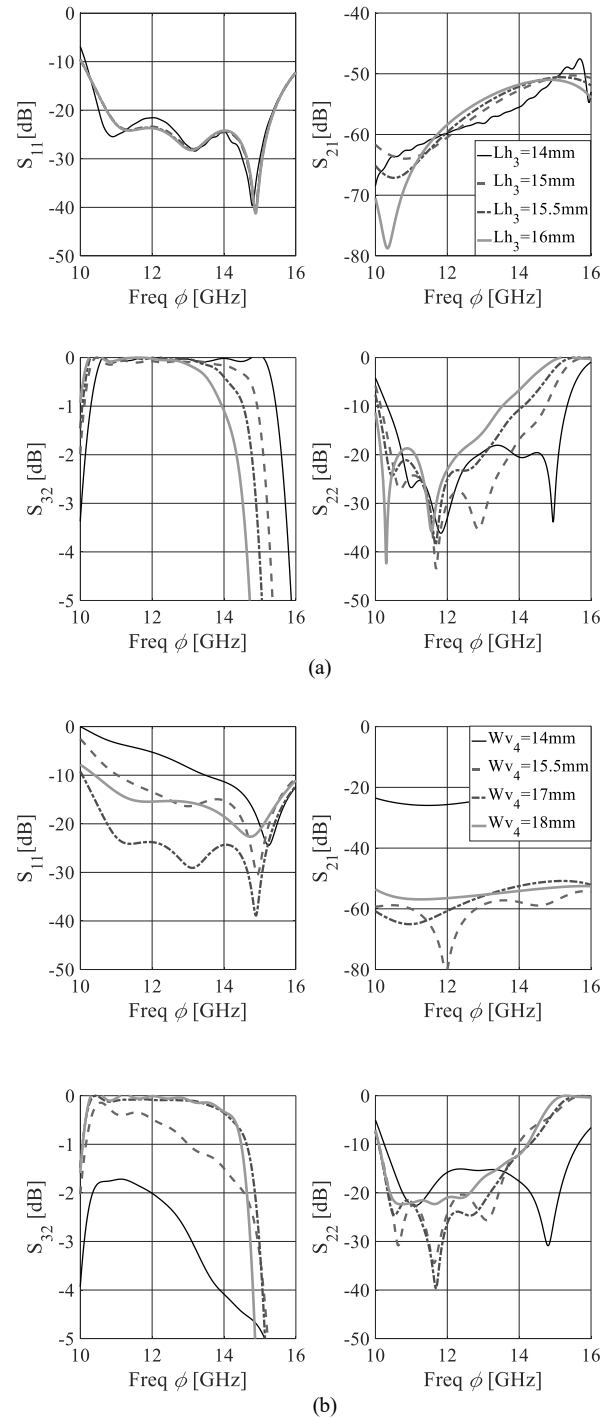 0
-10
-20
-30
-40
-50
S11[dB]
10 12 14 16
Freq ϕ [GHz]
-40
-50
-60
-70
-80
S21[dB]
Lh3=14mm
Lh3=15mm
Lh3=15.5mm
Lh3=16mm
10 12 14 16
Freq ϕ [GHz]
0
-1
-2
-3
-4
-5
S32 [dB]
10 12 14 16
Freq ϕ [GHz]
0
-10
-20
-30
-40
-50
S22 [dB]
10 12 14 16
Freq ϕ [GHz]
(a)
0
-10
-20
-30
-40
-50
S11[dB]
10 12 14 16
Freq ϕ [GHz]
0
-20
-40
-60
-80
S21[dB]
Wv4=14mm
Wv4=15.5mm
Wv4=17mm
Wv4=18mm
10 12 14 16
Freq ϕ [GHz]
0
-1
-2
-3
-4
-5
S32 [dB]
10 12 14 16
Freq ϕ [GHz]
0
-10
-20
-30
-40
-50
S22 [dB]
10 12 14 16
Freq ϕ [GHz]
(b)